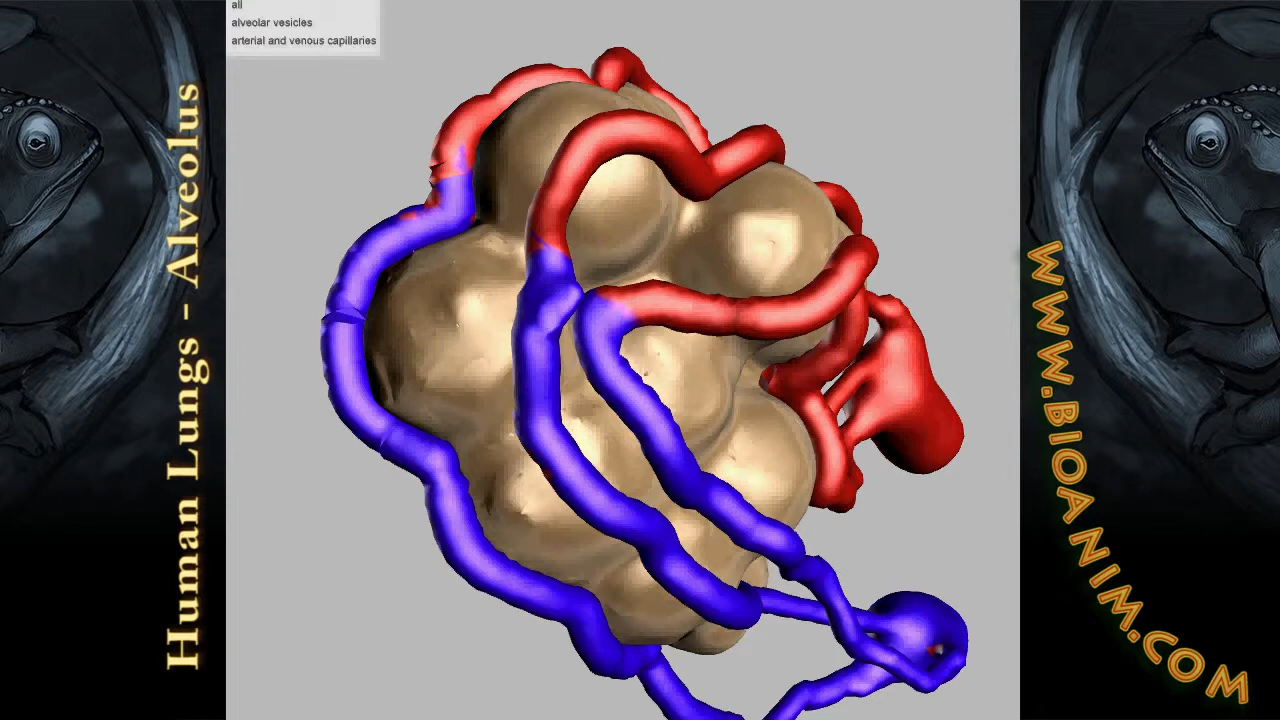 all
alveolar vesicles
arterial and venous capillaries
Human Lungs - Alveolus
WWW.BIOANIM.COM